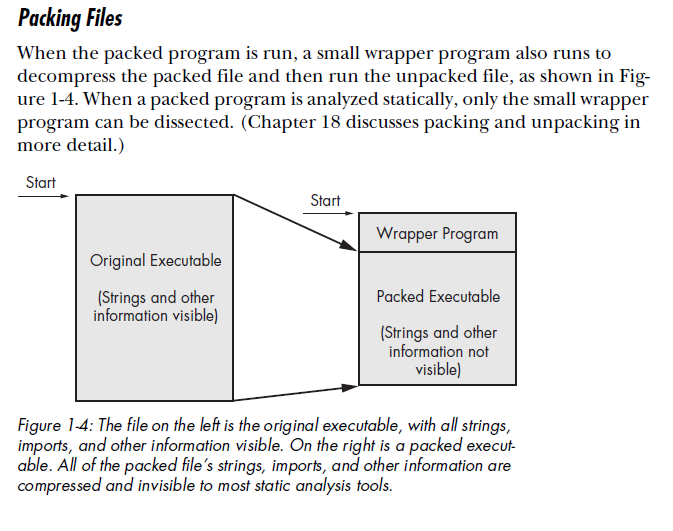 Packing Files
When the packed program is run, a small wrapper program also runs to
decompress the packed file and then run the unpacked file, as shown in Fig-
ure 1-4. When a packed program is analyzed statically, only the small wrapper
program can be dissected. (Chapter 18 discusses packing and unpacking in
more detail.)
Start
Start
Wrapper Program
Original Executable
(Strings and other
information visible)
Packed Executable
(Strings and other
information not
visible)
Figure 1-4: The file on the left is the original executable, with all strings,
imports, and other information visible. On the right is a packed execut-
able. All of the packed file's strings, imports, and other information are
compressed and invisible to most static analysis tools.